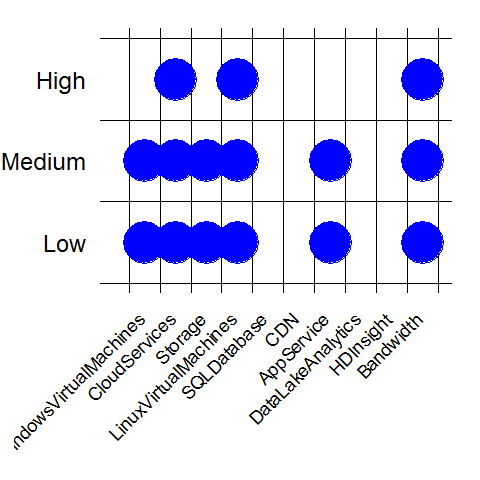 High
Medium
Low
ndowsVirtualMachines
CloudServices
Storage
LinuxVirtualMachines
SQLDatabase
CDN
AppService
DataLakeAnalytics
HDInsight
Bandwidth